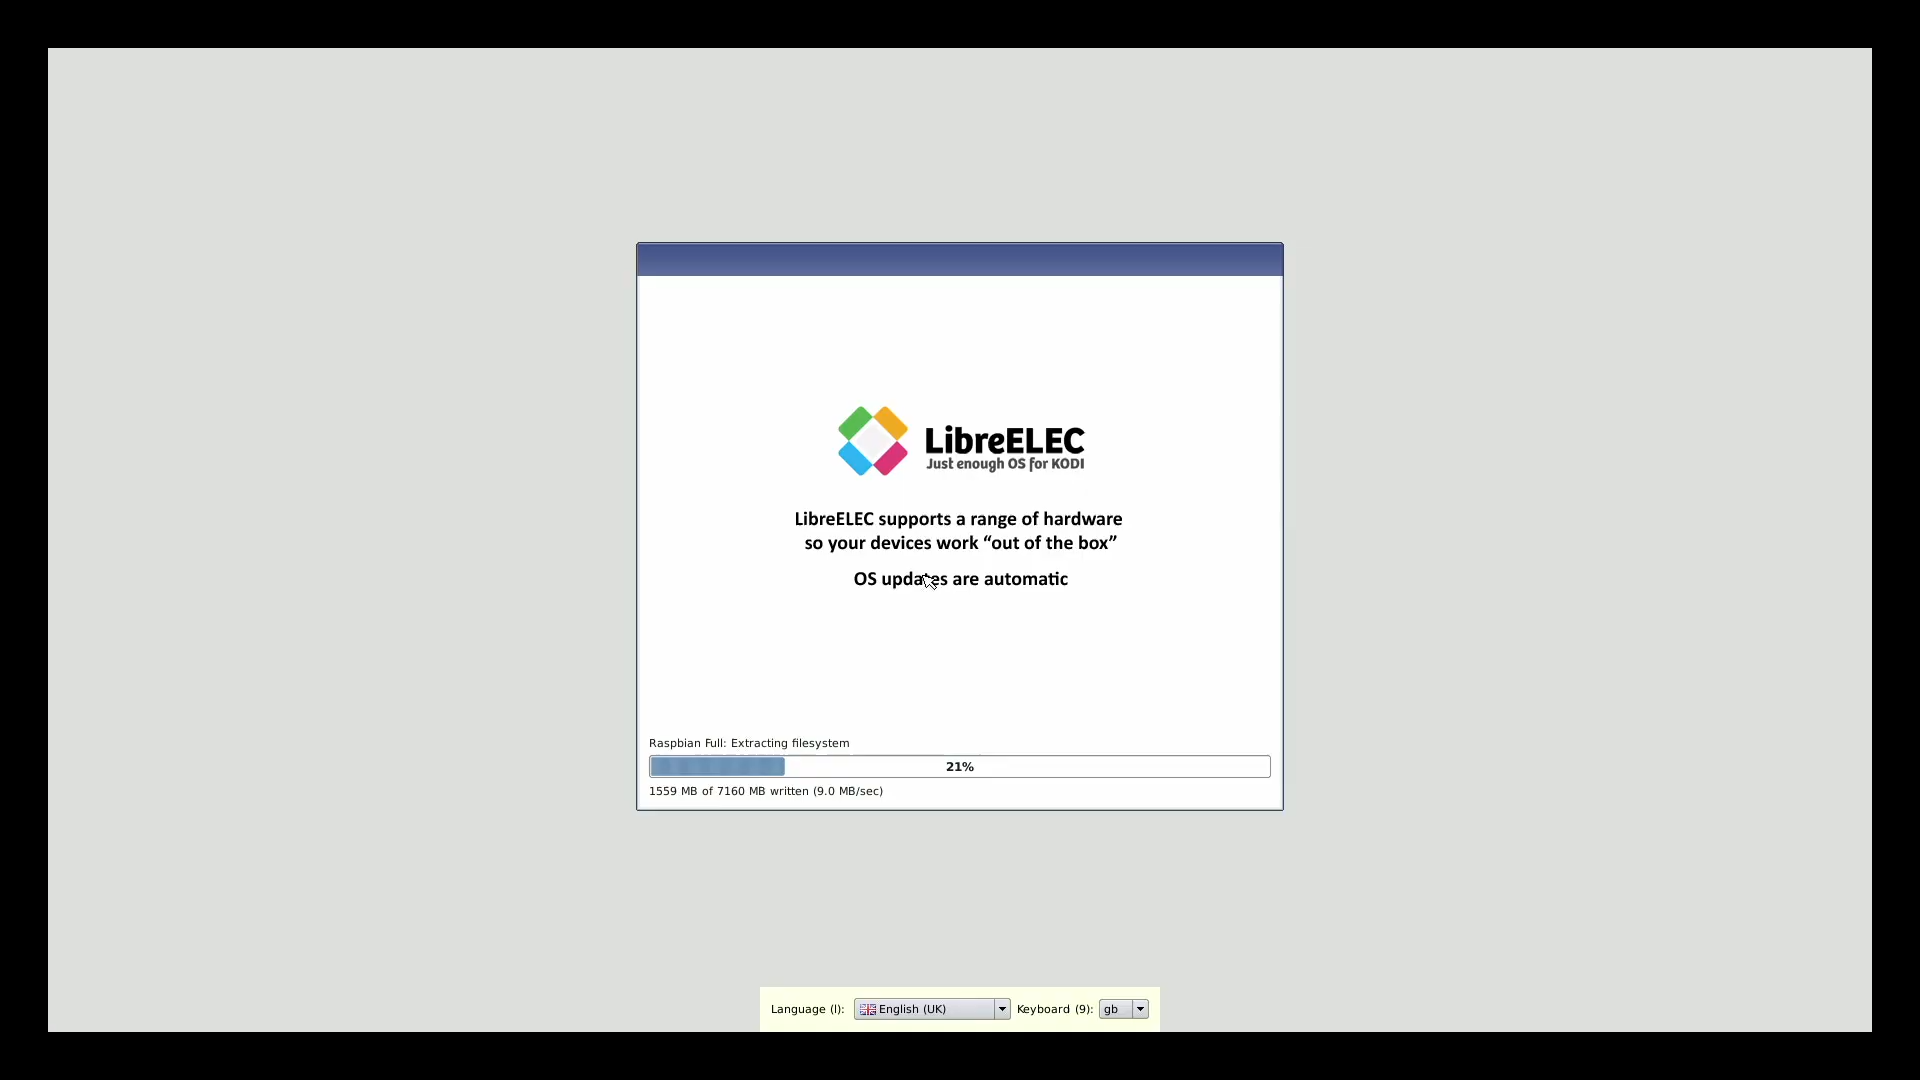 LibreELEC
Just enough OS for KODI
LibreELEC supports a range of hardware
so your devices work “out of the box”
OS updates are automatic
Raspbian Full: Extracting filesystem
21%
1559 MB of 7160 MB written (9.0 MB/sec)
Language (l): English (UK) Keyboard (9): gb